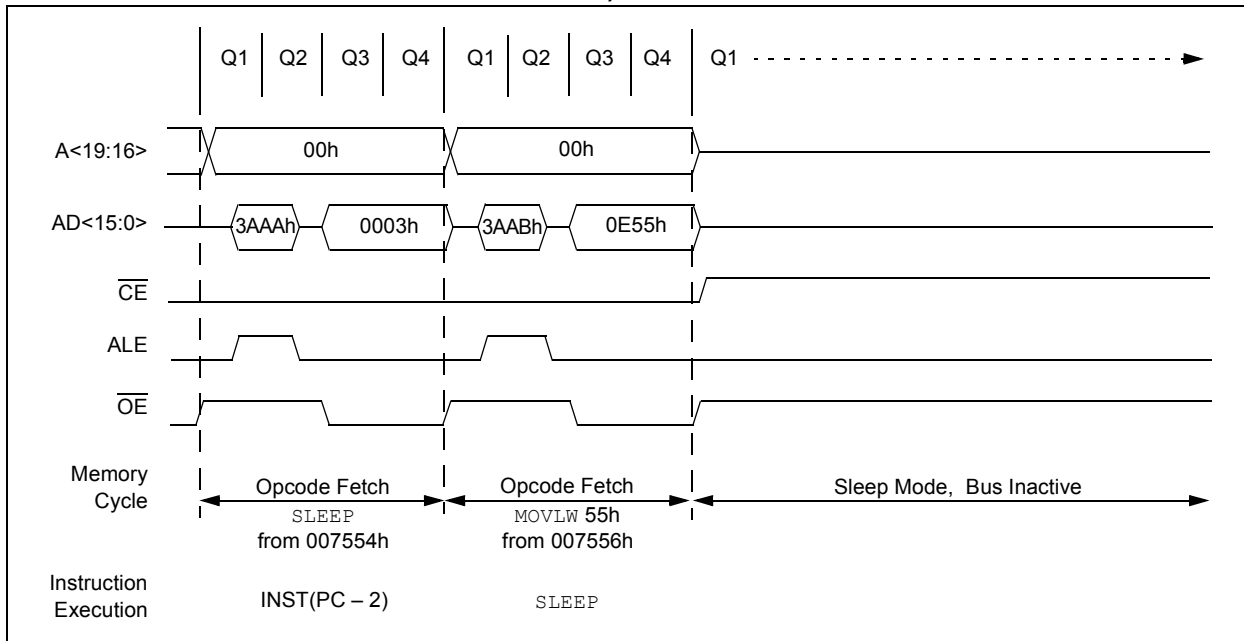 Q1 Q2 Q3 Q4 Q1 Q2 Q3 Q4 Q1
A<19:16> 00h 00h
AD<15:0> 3AAAh 0003h 3AABh 0E55h
CE
ALE
OE
Memory
Cycle
Opcode Fetch
SLEEP
from 007554h
Opcode Fetch
MOVLW 55h
from 007556h
Sleep Mode, Bus Inactive
Instruction
Execution
INST(PC – 2)
SLEEP